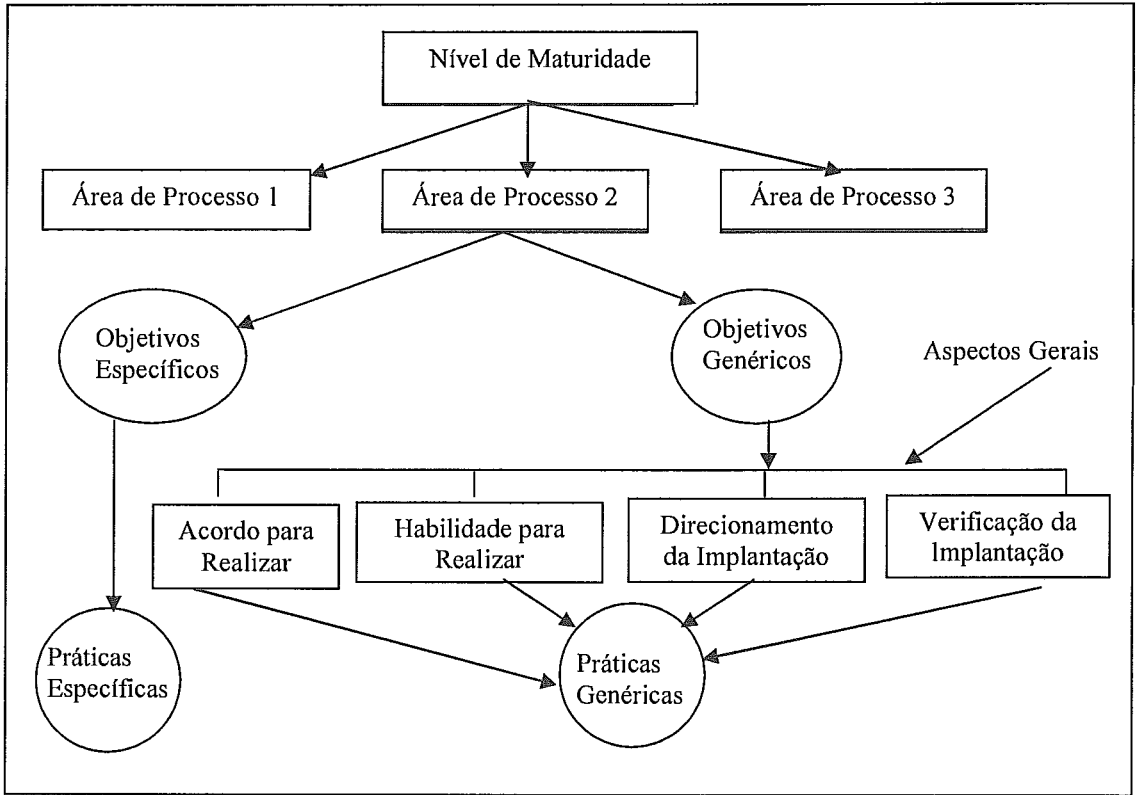 Nível de Maturidade
Área de Processo 1
Área de Processo 2
Área de Processo 3
Objetivos
Específicos
Objetivos
Genéricos
Aspectos Gerais
Acordo para
Realizar
Habilidade para
Realizar
Direcionamento
da Implantação
Verificação da
Implantação
Práticas
Específicas
Práticas
Genéricas